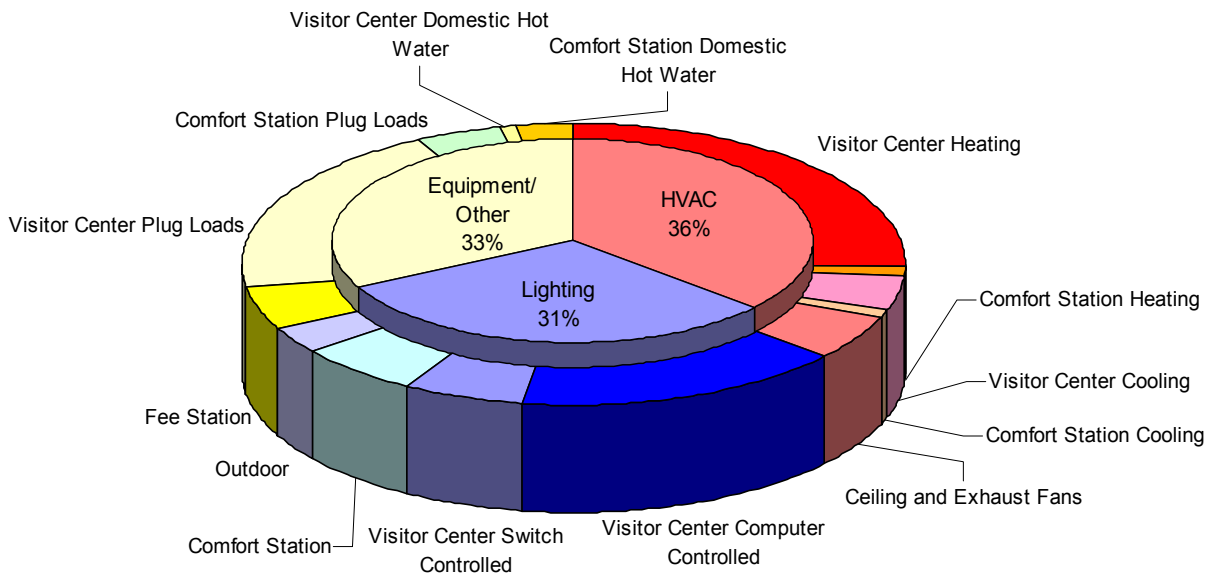 Visitor Center Domestic Hot
Water
Comfort Station Domestic
Hot Water
Comfort Station Plug Loads
Visitor Center Heating
Equipment/
Other
33%
HVAC
36%
Visitor Center Plug Loads
Lighting
31%
Comfort Station Heating
Visitor Center Cooling
Fee Station
Comfort Station Cooling
Outdoor
Ceiling and Exhaust Fans
Comfort Station
Visitor Center Switch
Controlled
Visitor Center Computer
Controlled